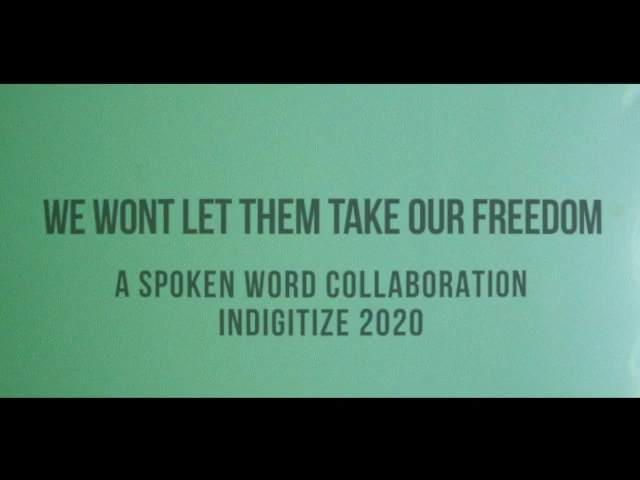 WE WONT LET THEM TAKE OUR FREEDOM
A SPOKEN WORD COLLABORATION
INDIGITIZE 2020